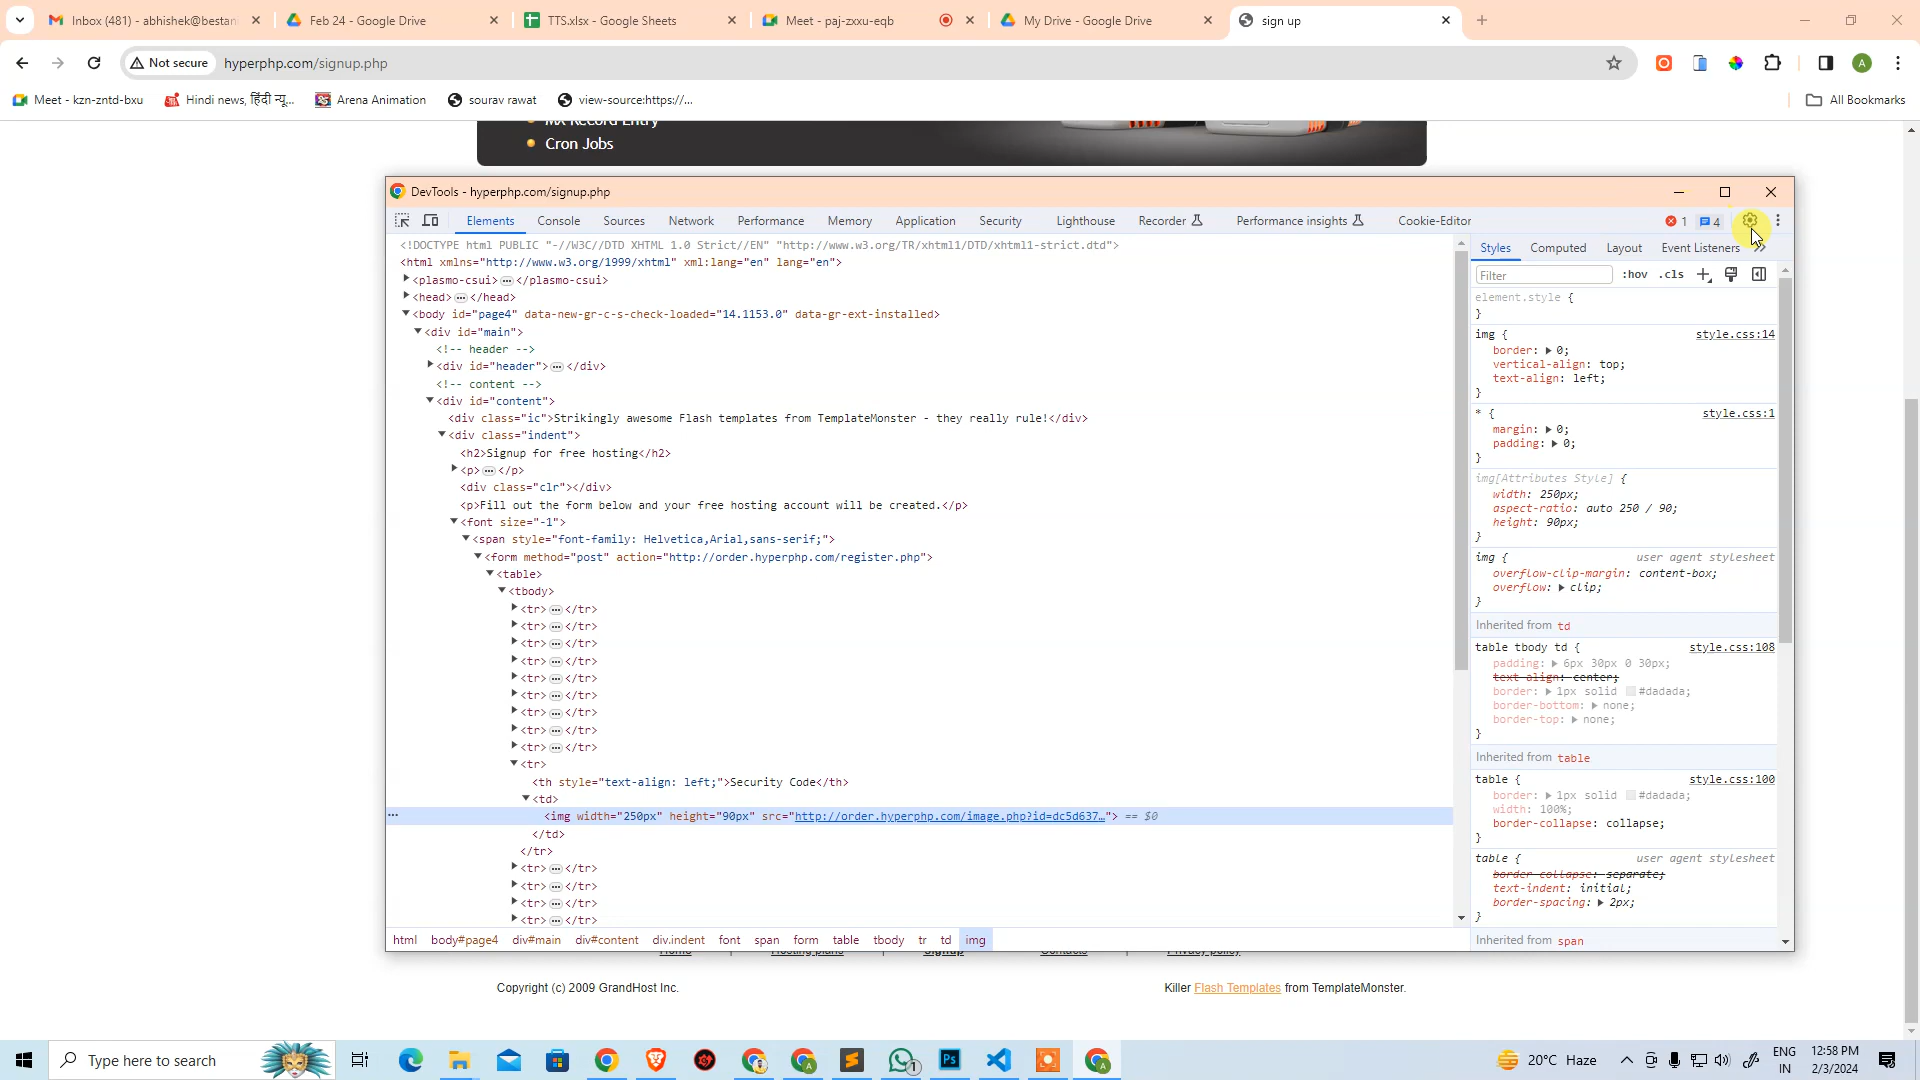 Inbox (481) - abhishek@bestan
Feb 24 - Google Drive
TTS.xlsx - Google Sheets
Meet - paj-zxxu-eqb
My Drive - Google Drive
sign up
Not secure
hyperphp.com/signup.php
A
Meet - kzn-zntd-bxu
Hindi news, हिंदी न्यू...
Arena Animation
sourav rawat
view-source:https://...
All Bookmarks
MX Record Entry
Cron Jobs
DevTools - hyperphp.com/signup.php
Elements
Console
Sources
Network
Performance
Memory
Application
Security
Lighthouse
Recorder
Performance insights
Cookie-Editor
1
4
<!DOCTYPE html PUBLIC "-//W3C//DTD XHTML 1.0 Strict//EN" "http://www.w3.org/TR/xhtml1/DTD/xhtml1-strict.dtd">
<html xmlns="http://www.w3.org/1999/xhtml" xml:lang="en" lang="en">
<plasmo-csui>…</plasmo-csui>
<head>…</head>
<body id="page4" data-new-gr-c-s-check-loaded="14.1153.0" data-gr-ext-installed>
<div id="main">
<!-- header -->
<div id="header">…</div>
<!-- content -->
<div id="content">
<div class="ic">Strikingly awesome Flash templates from TemplateMonster - they really rule!</div>
<div class="indent">
<h2>Signup for free hosting</h2>
<p>…</p>
<div class="clr"></div>
<p>Fill out the form below and your free hosting account will be created.</p>
<font size="-1">
<span style="font-family: Helvetica,Arial,sans-serif;">
<form method="post" action="http://order.hyperphp.com/register.php">
<table>
<tbody>
<tr>…</tr>
<tr>…</tr>
<tr>…</tr>
<tr>…</tr>
<tr>…</tr>
<tr>…</tr>
<tr>…</tr>
<tr>…</tr>
<tr>…</tr>
<tr>
<th style="text-align: left;">Security Code</th>
<td>
<img width="250px" height="90px" src="http://order.hyperphp.com/image.php?id=dc5d637…"> == $0
</td>
</tr>
<tr>…</tr>
<tr>…</tr>
<tr>…</tr>
<tr>…</tr>
html body#page4 div#main div#content div.indent font span form table tbody tr td img
Styles
Computed
Layout
Event Listeners
Filter
:hov
.cls
element.style {
}
img { style.css:14
border: 0;
vertical-align: top;
text-align: left;
}
* { style.css:1
margin: 0;
padding: 0;
}
img[Attributes Style] {
width: 250px;
aspect-ratio: auto 250 / 90;
height: 90px;
}
img { user agent stylesheet
overflow-clip-margin: content-box;
overflow: clip;
}
Inherited from td
table tbody td { style.css:108
padding: 6px 30px 0 30px;
text-align: center;
border: 1px solid #dadada;
border-bottom: none;
border-top: none;
}
Inherited from table
table { style.css:100
border: 1px solid #dadada;
width: 100%;
border-collapse: collapse;
}
table { user agent stylesheet
border-collapse: separate;
text-indent: initial;
border-spacing: 2px;
}
Inherited from span
Home
Hosting plans
Signup
Contacts
Privacy policy
Copyright (c) 2009 GrandHost Inc.
Killer Flash Templates from TemplateMonster.
Type here to search
Ps
1
20°C Haze
ENG
IN
12:58 PM
2/3/2024